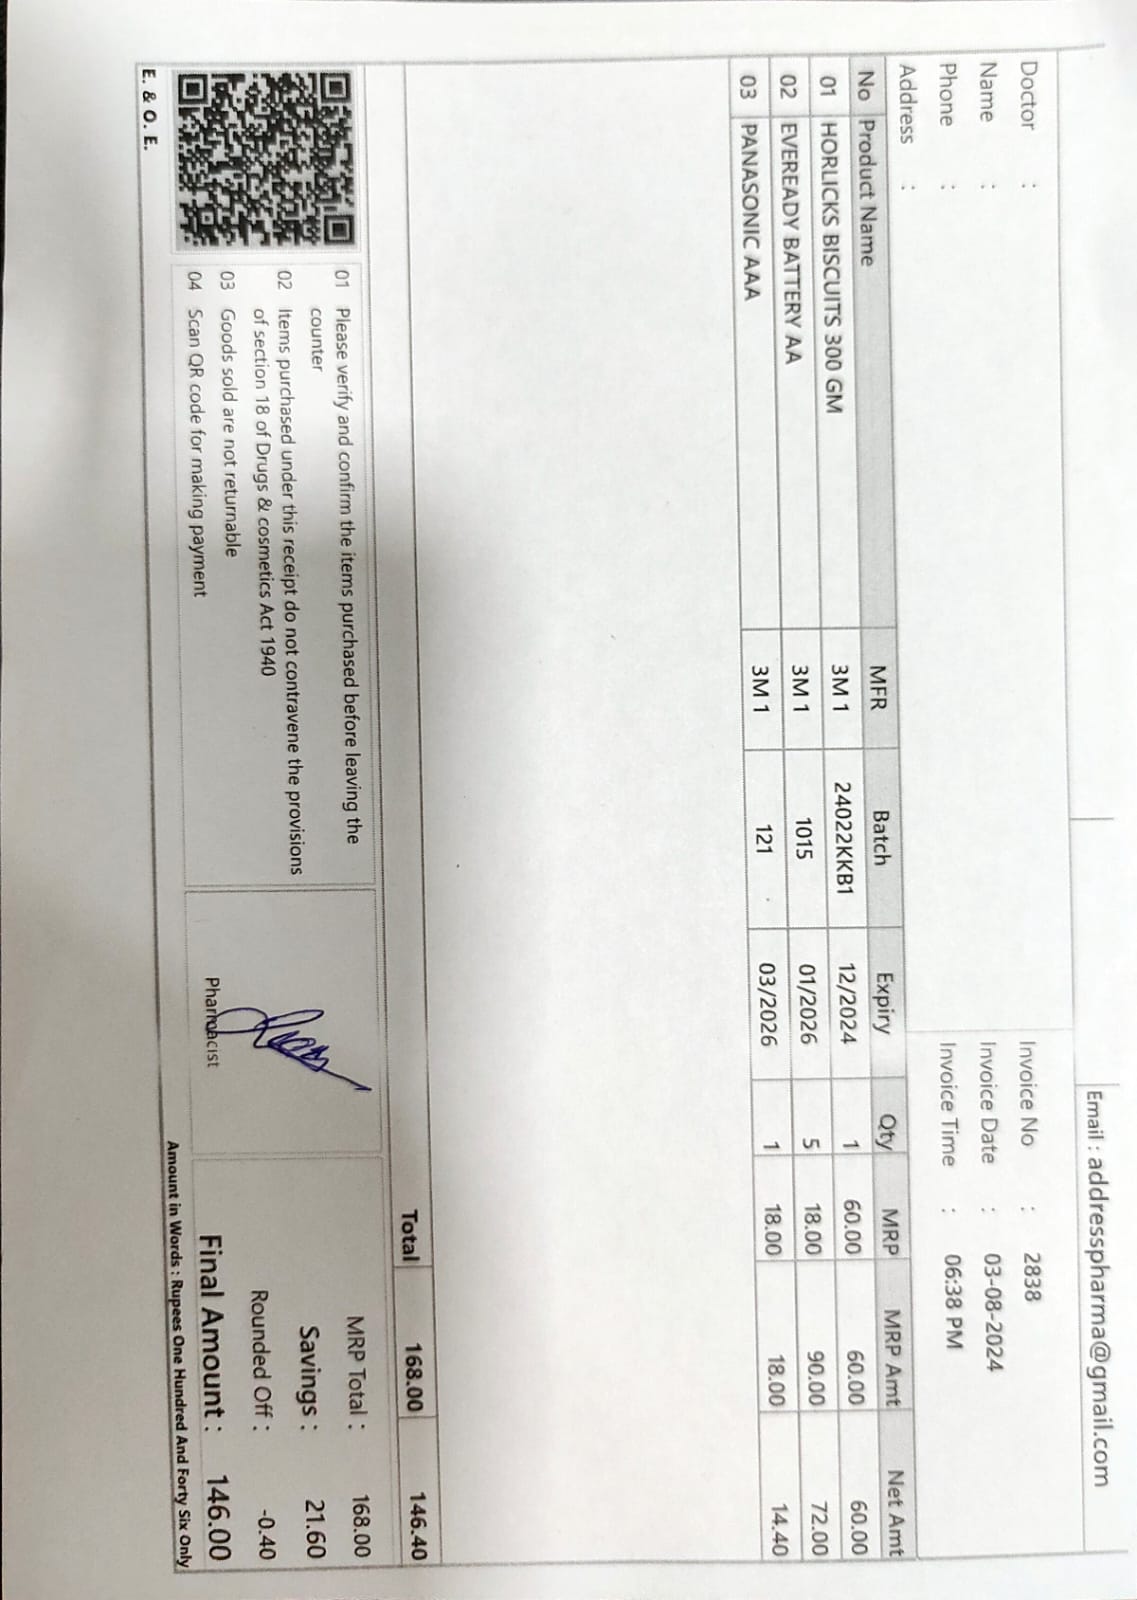 Email : addresspharma@gmail.com
Doctor :
Name :
Phone :
Address :
Invoice No : 2838
Invoice Date : 03-08-2024
Invoice Time : 06:38 PM
No Product Name MFR Batch Expiry Qty MRP MRP Amt Net Amt
01 HORLICKS BISCUITS 300 GM 3M 1 24022KKB1 12/2024 1 60.00 60.00 60.00
02 EVEREADY BATTERY AA 3M 1 1015 01/2026 5 18.00 90.00 72.00
03 PANASONIC AAA 3M 1 121 03/2026 1 18.00 18.00 14.40
Total 168.00 146.40
01 Please verify and confirm the items purchased before leaving the
counter
02 Items purchased under this receipt do not contravene the provisions
of section 18 of Drugs & cosmetics Act 1940
03 Goods sold are not returnable
04 Scan QR code for making payment
Pharmacist
MRP Total : 168.00
Savings : 21.60
Rounded Off : -0.40
Final Amount : 146.00
Amount in Words : Rupees One Hundred And Forty Six Only
E. & O. E.